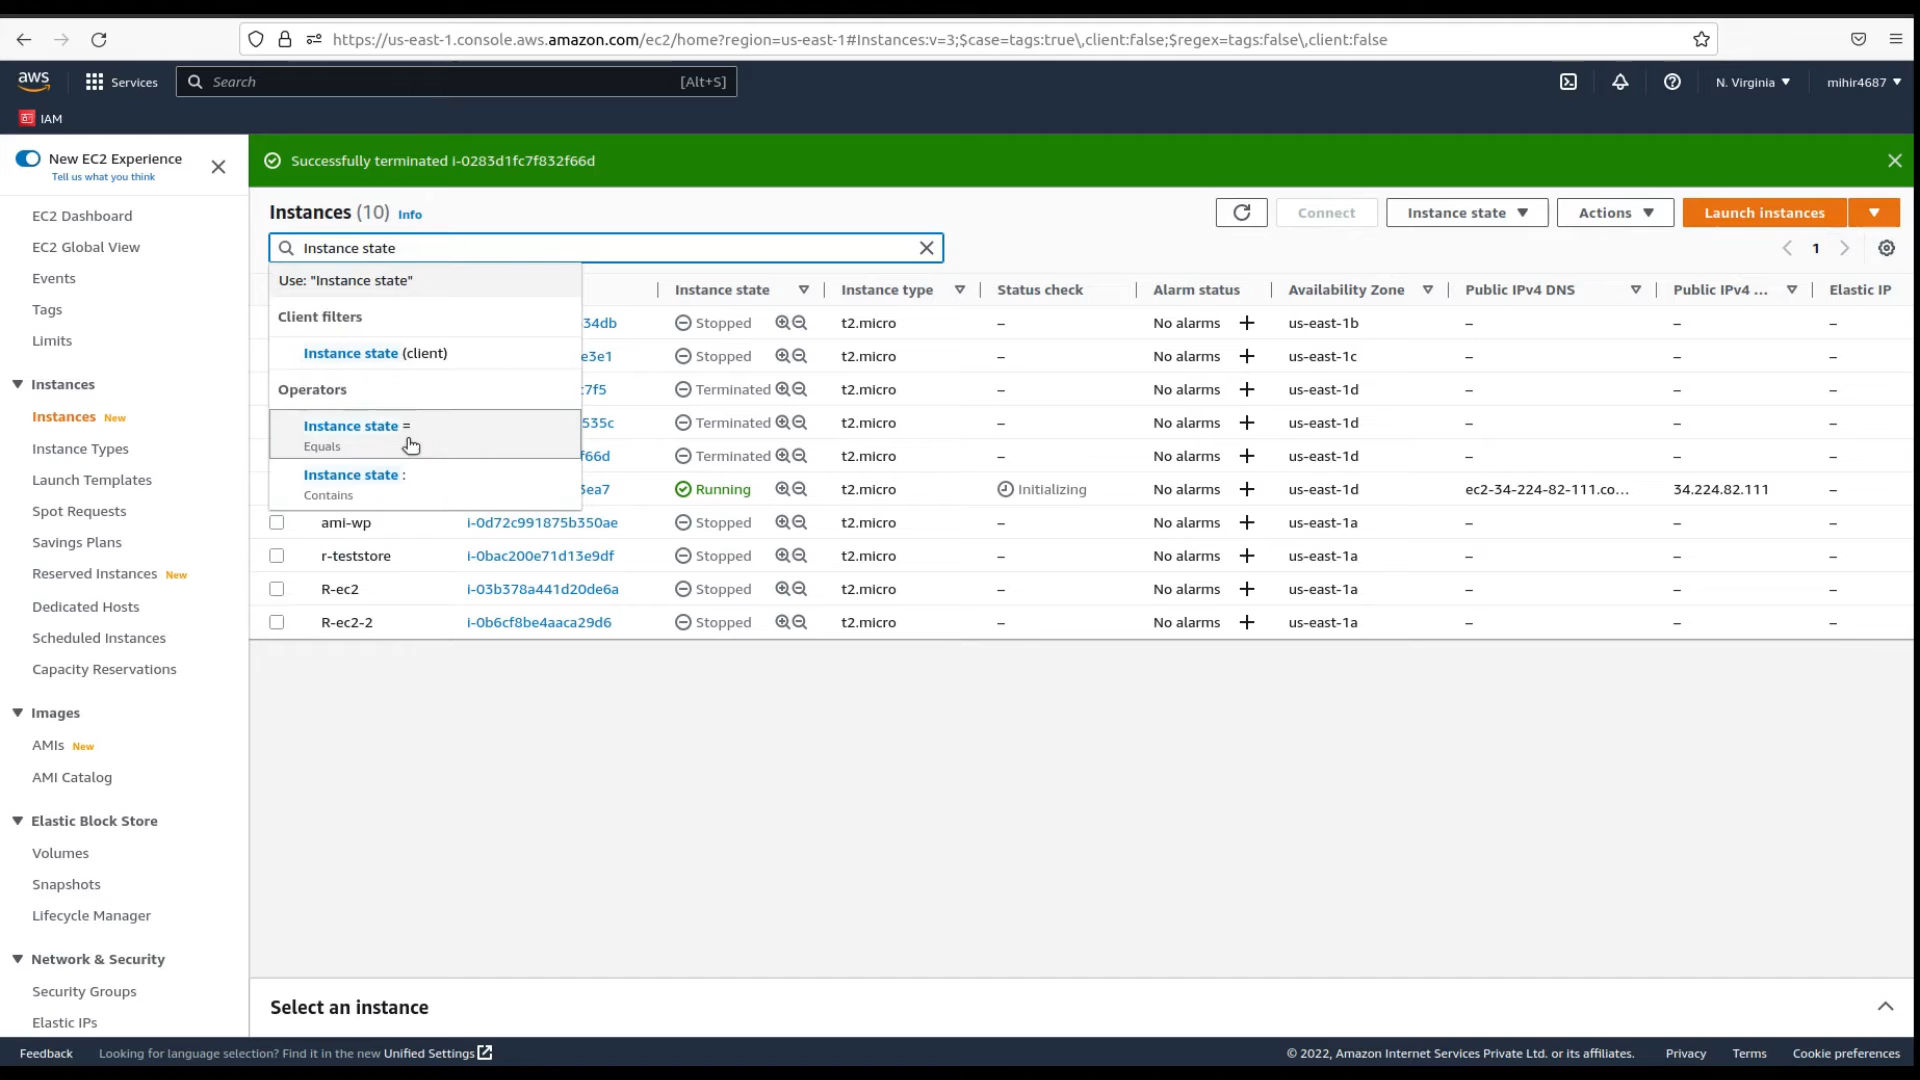 https://us-east-1.console.aws.amazon.com/ec2/home?region=us-east-1#Instances:v=3;$case=tags:true\,client:false;$regex=tags:false\,client:false
aws Services Search [Alt+S] N. Virginia mihir4687
IAM
New EC2 Experience
Tell us what you think
EC2 Dashboard
EC2 Global View
Events
Tags
Limits
Instances
Instances New
Instance Types
Launch Templates
Spot Requests
Savings Plans
Reserved Instances New
Dedicated Hosts
Scheduled Instances
Capacity Reservations
Images
AMIs New
AMI Catalog
Elastic Block Store
Volumes
Snapshots
Lifecycle Manager
Network & Security
Security Groups
Elastic IPs
Successfully terminated i-0283d1fc7f832f66d
Instances (10) Info Connect Instance state Actions Launch instances
Instance state 1
Use: "Instance state"
Client filters
Instance state (client)
Operators
Instance state =
Equals
Instance state :
Contains
Instance state Instance type Status check Alarm status Availability Zone Public IPv4 DNS Public IPv4 ... Elastic IP
34db Stopped t2.micro – No alarms + us-east-1b – – –
e3e1 Stopped t2.micro – No alarms + us-east-1c – – –
:7f5 Terminated t2.micro – No alarms + us-east-1d – – –
535c Terminated t2.micro – No alarms + us-east-1d – – –
f66d Terminated t2.micro – No alarms + us-east-1d – – –
3ea7 Running t2.micro Initializing No alarms + us-east-1d ec2-34-224-82-111.co... 34.224.82.111 –
ami-wp i-0d72c991875b350ae Stopped t2.micro – No alarms + us-east-1a – – –
r-teststore i-0bac200e71d13e9df Stopped t2.micro – No alarms + us-east-1a – – –
R-ec2 i-03b378a441d20de6a Stopped t2.micro – No alarms + us-east-1a – – –
R-ec2-2 i-0b6cf8be4aaca29d6 Stopped t2.micro – No alarms + us-east-1a – – –
Select an instance
Feedback Looking for language selection? Find it in the new Unified Settings © 2022, Amazon Internet Services Private Ltd. or its affiliates. Privacy Terms Cookie preferences